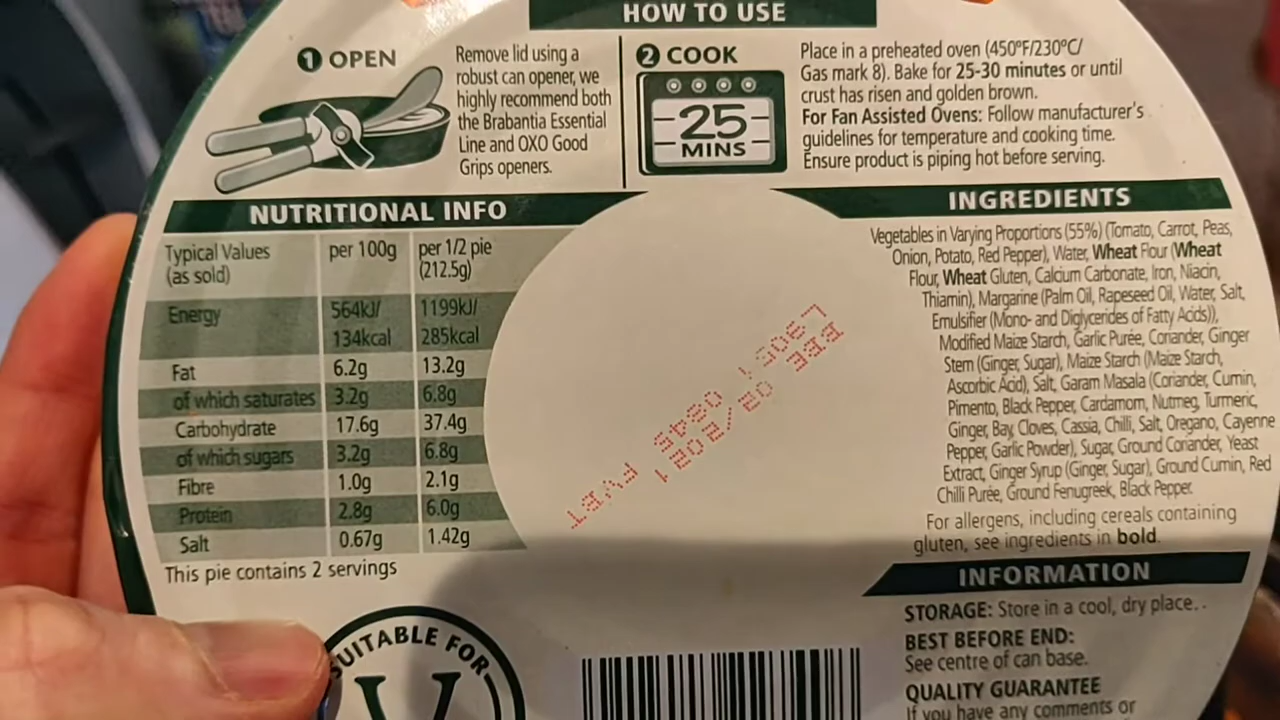 HOW TO USE
1 OPEN
Remove lid using a
robust can opener, we
highly recommend both
the Brabantia Essential
Line and OXO Good
Grips openers.
2 COOK
25
MINS
Place in a preheated oven (450°F/230°C/
Gas mark 8). Bake for 25-30 minutes or until
crust has risen and golden brown.
For Fan Assisted Ovens: Follow manufacturer's
guidelines for temperature and cooking time.
Ensure product is piping hot before serving.
NUTRITIONAL INFO
Typical Values (as sold) per 100g per 1/2 pie (212.5g)
Energy 564kJ/ 1199kJ/
134kcal 285kcal
Fat 6.2g 13.2g
of which saturates 3.2g 6.8g
Carbohydrate 17.6g 37.4g
of which sugars 3.2g 6.8g
Fibre 1.0g 2.1g
Protein 2.8g 6.0g
Salt 0.67g 1.42g
This pie contains 2 servings
SUITABLE FOR
V
INGREDIENTS
Vegetables in Varying Proportions (55%) (Tomato, Carrot, Peas,
Onion, Potato, Red Pepper), Water, Wheat Flour (Wheat
Flour, Wheat Gluten, Calcium Carbonate, Iron, Niacin,
Thiamin), Margarine (Palm Oil, Rapeseed Oil, Water, Salt,
Emulsifier (Mono- and Diglycerides of Fatty Acids)),
Modified Maize Starch, Garlic Purée, Coriander, Ginger
Stem (Ginger, Sugar), Maize Starch (Maize Starch,
Ascorbic Acid), Salt, Garam Masala (Coriander, Cumin,
Pimento, Black Pepper, Cardamom, Nutmeg, Turmeric,
Ginger, Bay, Cloves, Cassia, Chilli, Salt, Oregano, Cayenne
Pepper, Garlic Powder), Sugar, Ground Coriander, Yeast
Extract, Ginger Syrup (Ginger, Sugar), Ground Cumin, Red
Chilli Purée, Ground Fenugreek, Black Pepper.
For allergens, including cereals containing
gluten, see ingredients in bold.
INFORMATION
STORAGE: Store in a cool, dry place.
BEST BEFORE END:
See centre of can base.
QUALITY GUARANTEE
If you have any comments or